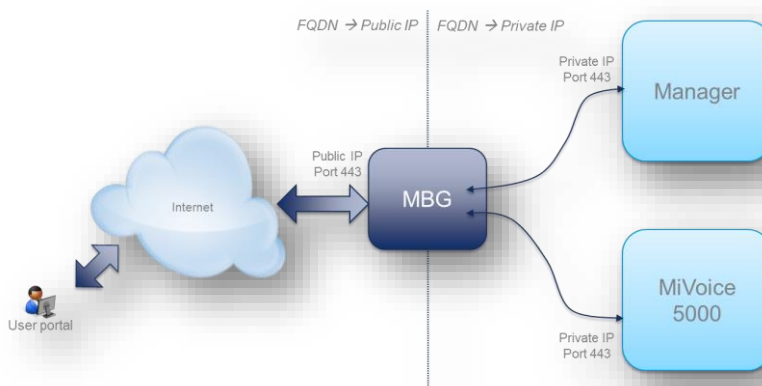 FQDN → Public IP
FQDN → Private IP
Private IP
Port 443
Manager
Public IP
Port 443
MBG
Internet
User portal
MiVoice
5000
Private IP
Port 443